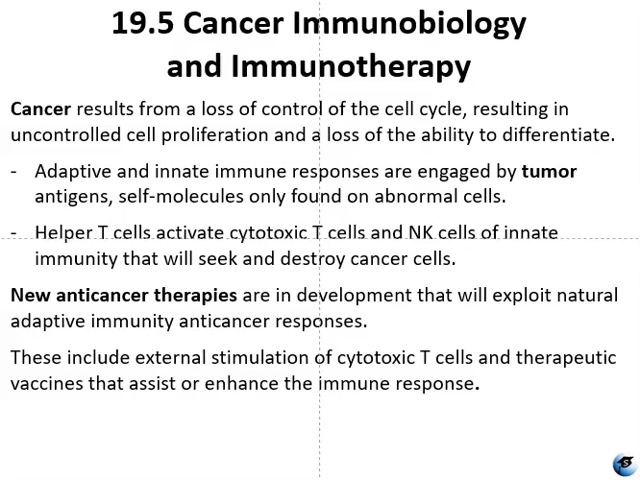 19.5 Cancer Immunobiology
and Immunotherapy
Cancer results from a loss of control of the cell cycle, resulting in
uncontrolled cell proliferation and a loss of the ability to differentiate.
- Adaptive and innate immune responses are engaged by tumor
antigens, self-molecules only found on abnormal cells.
- Helper T cells activate cytotoxic T cells and NK cells of innate
immunity that will seek and destroy cancer cells.
New anticancer therapies are in development that will exploit natural
adaptive immunity anticancer responses.
These include external stimulation of cytotoxic T cells and therapeutic
vaccines that assist or enhance the immune response.